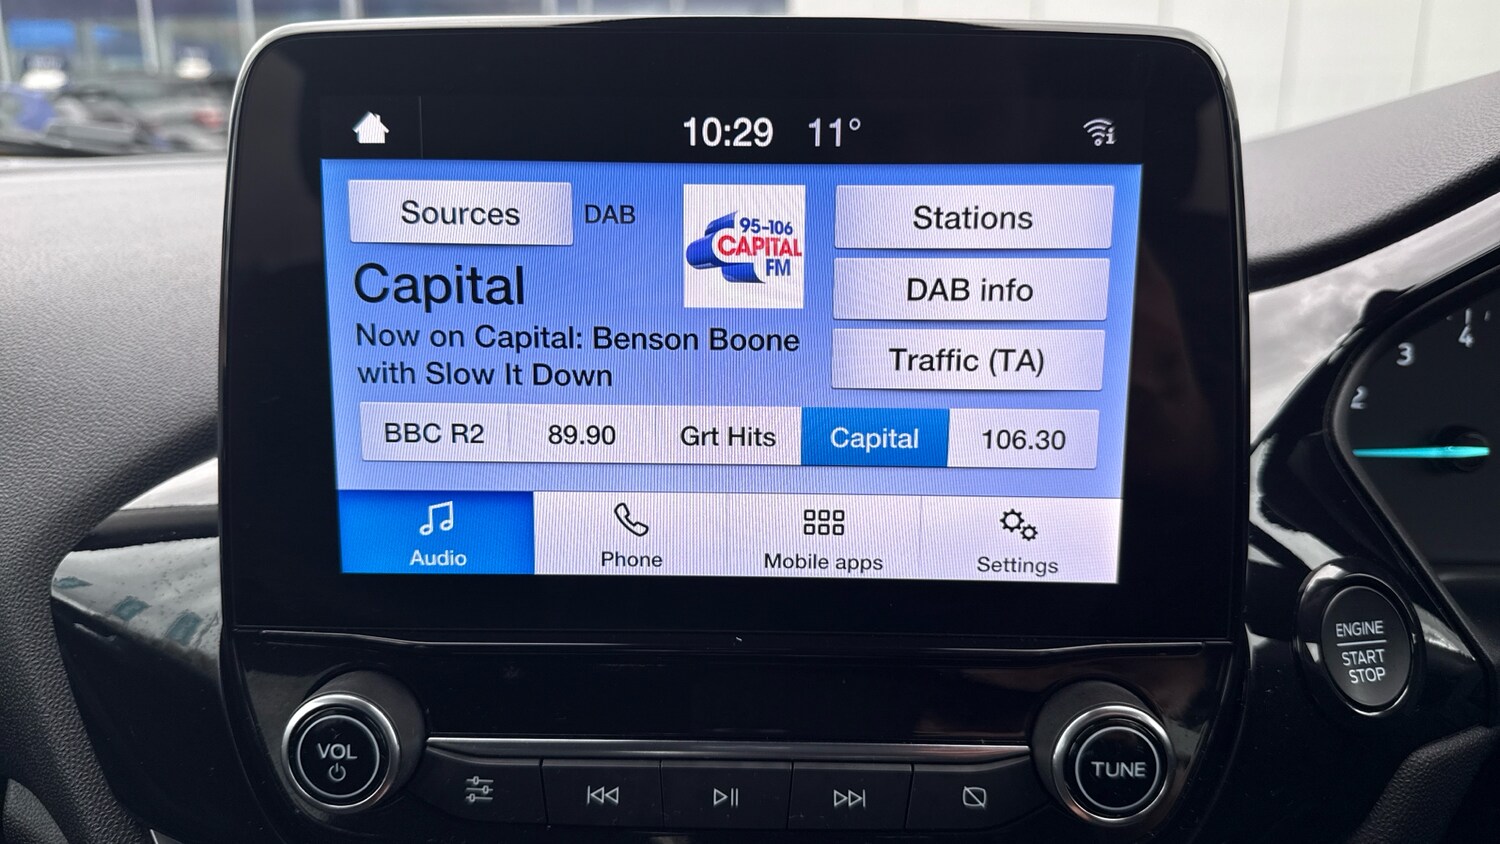 10:29 11°
Sources DAB
95-106
CAPITAL
FM
Stations
DAB info
Traffic (TA)
Capital
Now on Capital: Benson Boone
with Slow It Down
BBC R2 89.90 Grt Hits Capital 106.30
Audio Phone Mobile apps Settings
2 3 4
ENGINE
START
STOP
VOL
TUNE